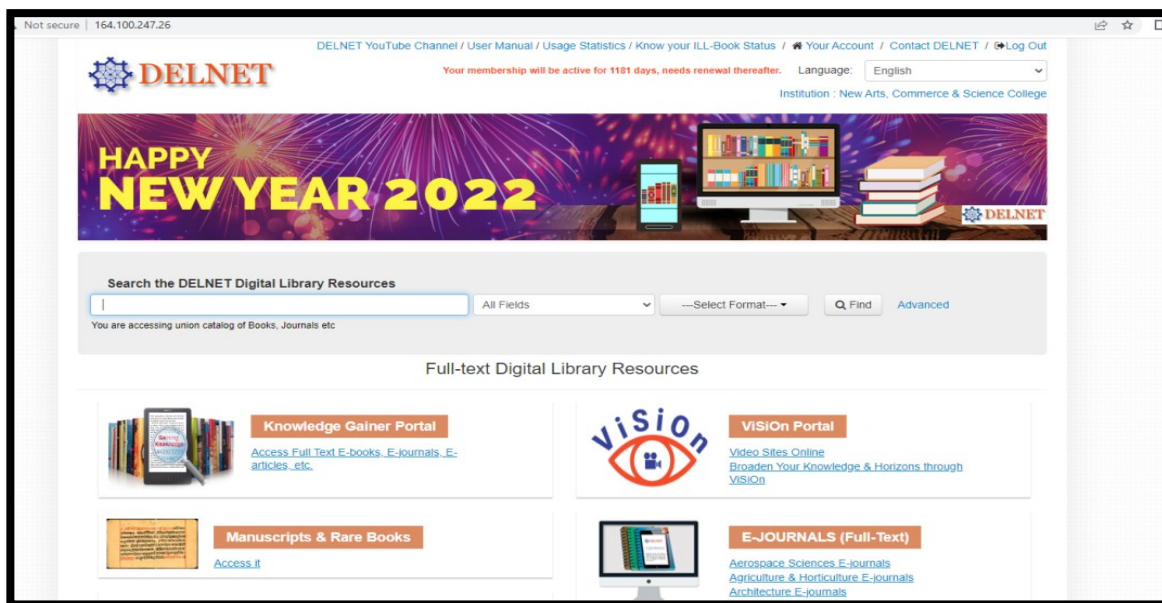 Not secure | 164.100.247.26
DELNET YouTube Channel / User Manual / Usage Statistics / Know your ILL-Book Status / Your Account / Contact DELNET / Log Out
DELNET
Your membership will be active for 1181 days, needs renewal thereafter. Language: English
Institution : New Arts, Commerce & Science College
HAPPY
NEW YEAR 2022
DELNET
Search the DELNET Digital Library Resources
All Fields ---Select Format--- Find Advanced
You are accessing union catalog of Books, Journals etc
Full-text Digital Library Resources
Knowledge Gainer Portal
Access Full Text E-books, E-journals, E-
articles, etc.
ViSiOn
ViSiOn Portal
Video Sites Online
Broaden Your Knowledge & Horizons through
ViSiOn
Manuscripts & Rare Books
Access it
E-JOURNALS (Full-Text)
Aerospace Sciences E-journals
Agriculture & Horticulture E-journals
Architecture E-journals